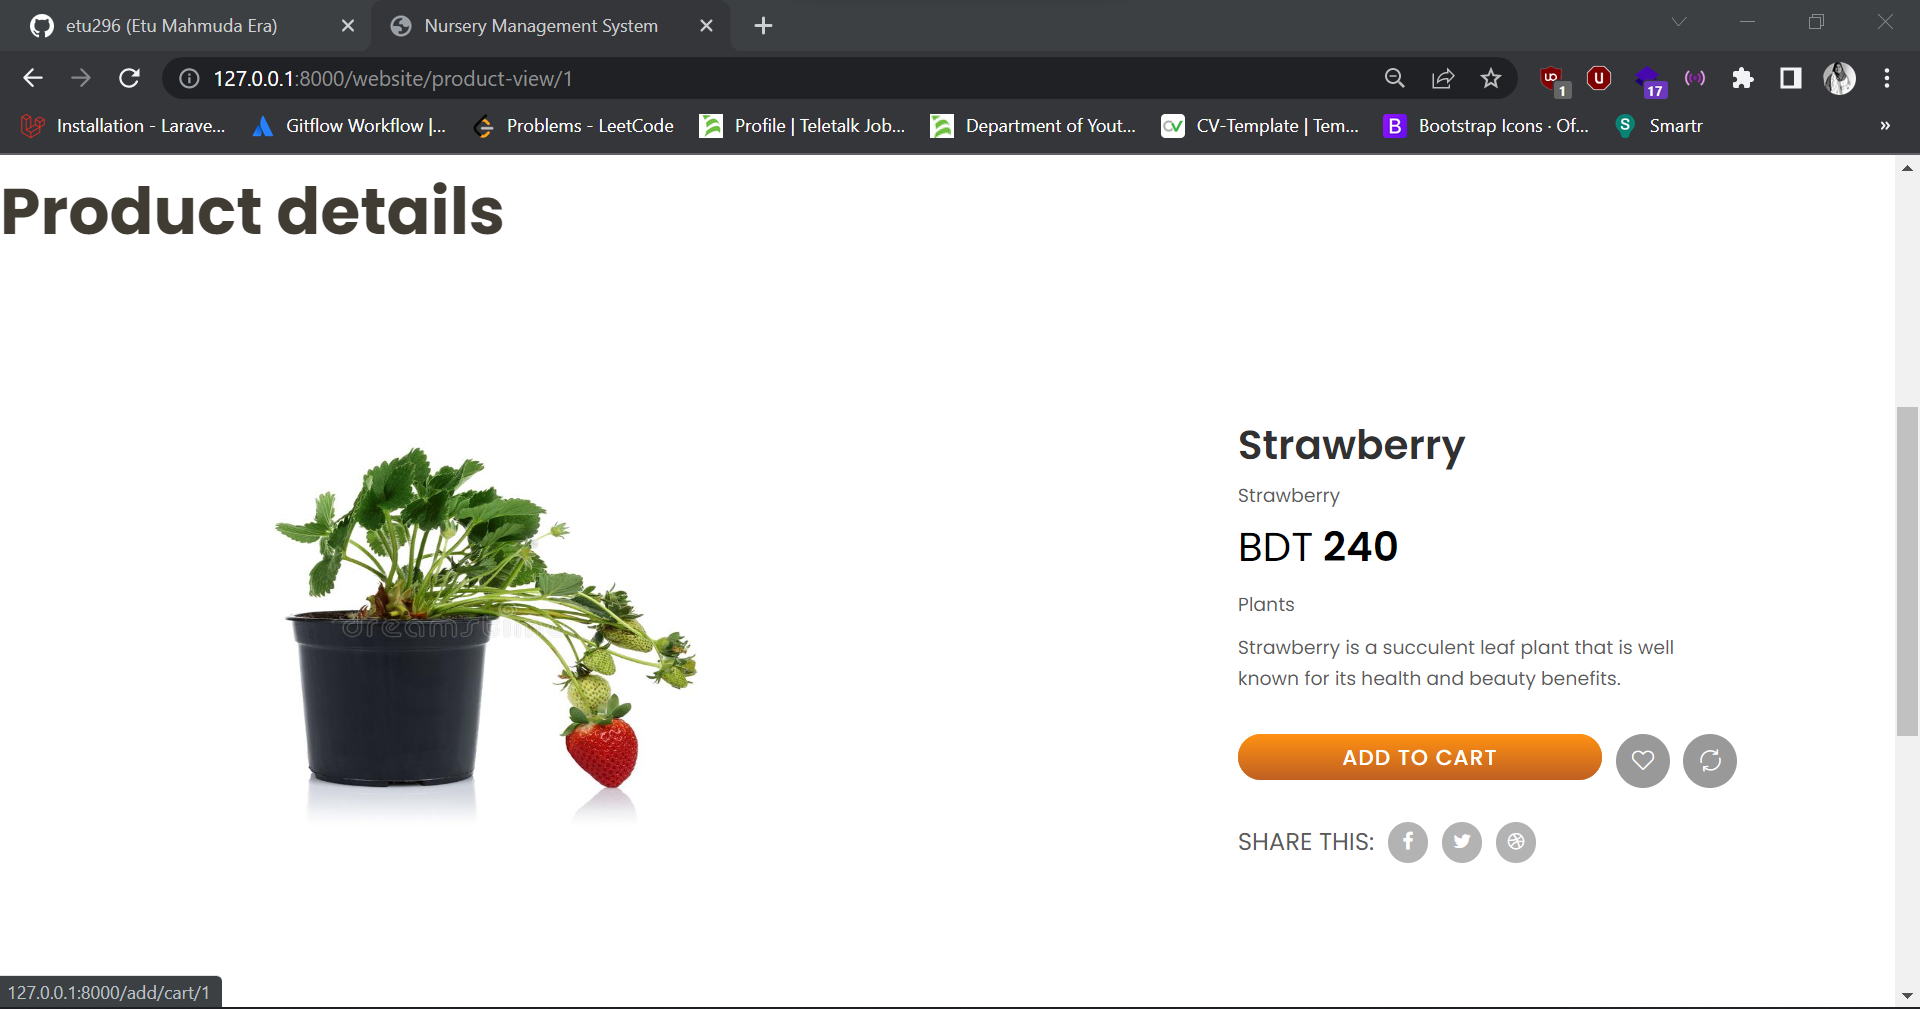 etu296 (Etu Mahmuda Era)
Nursery Management System
127.0.0.1:8000/website/product-view/1
1
17
Installation - Larave...
Gitflow Workflow |...
Problems - LeetCode
Profile | Teletalk Job...
Department of Yout...
CV-Template | Tem...
Bootstrap Icons · Of...
Smartr
»
Product details
Strawberry
Strawberry
BDT 240
Plants
Strawberry is a succulent leaf plant that is well
known for its health and beauty benefits.
ADD TO CART
SHARE THIS:
dreamstime
127.0.0.1:8000/add/cart/1